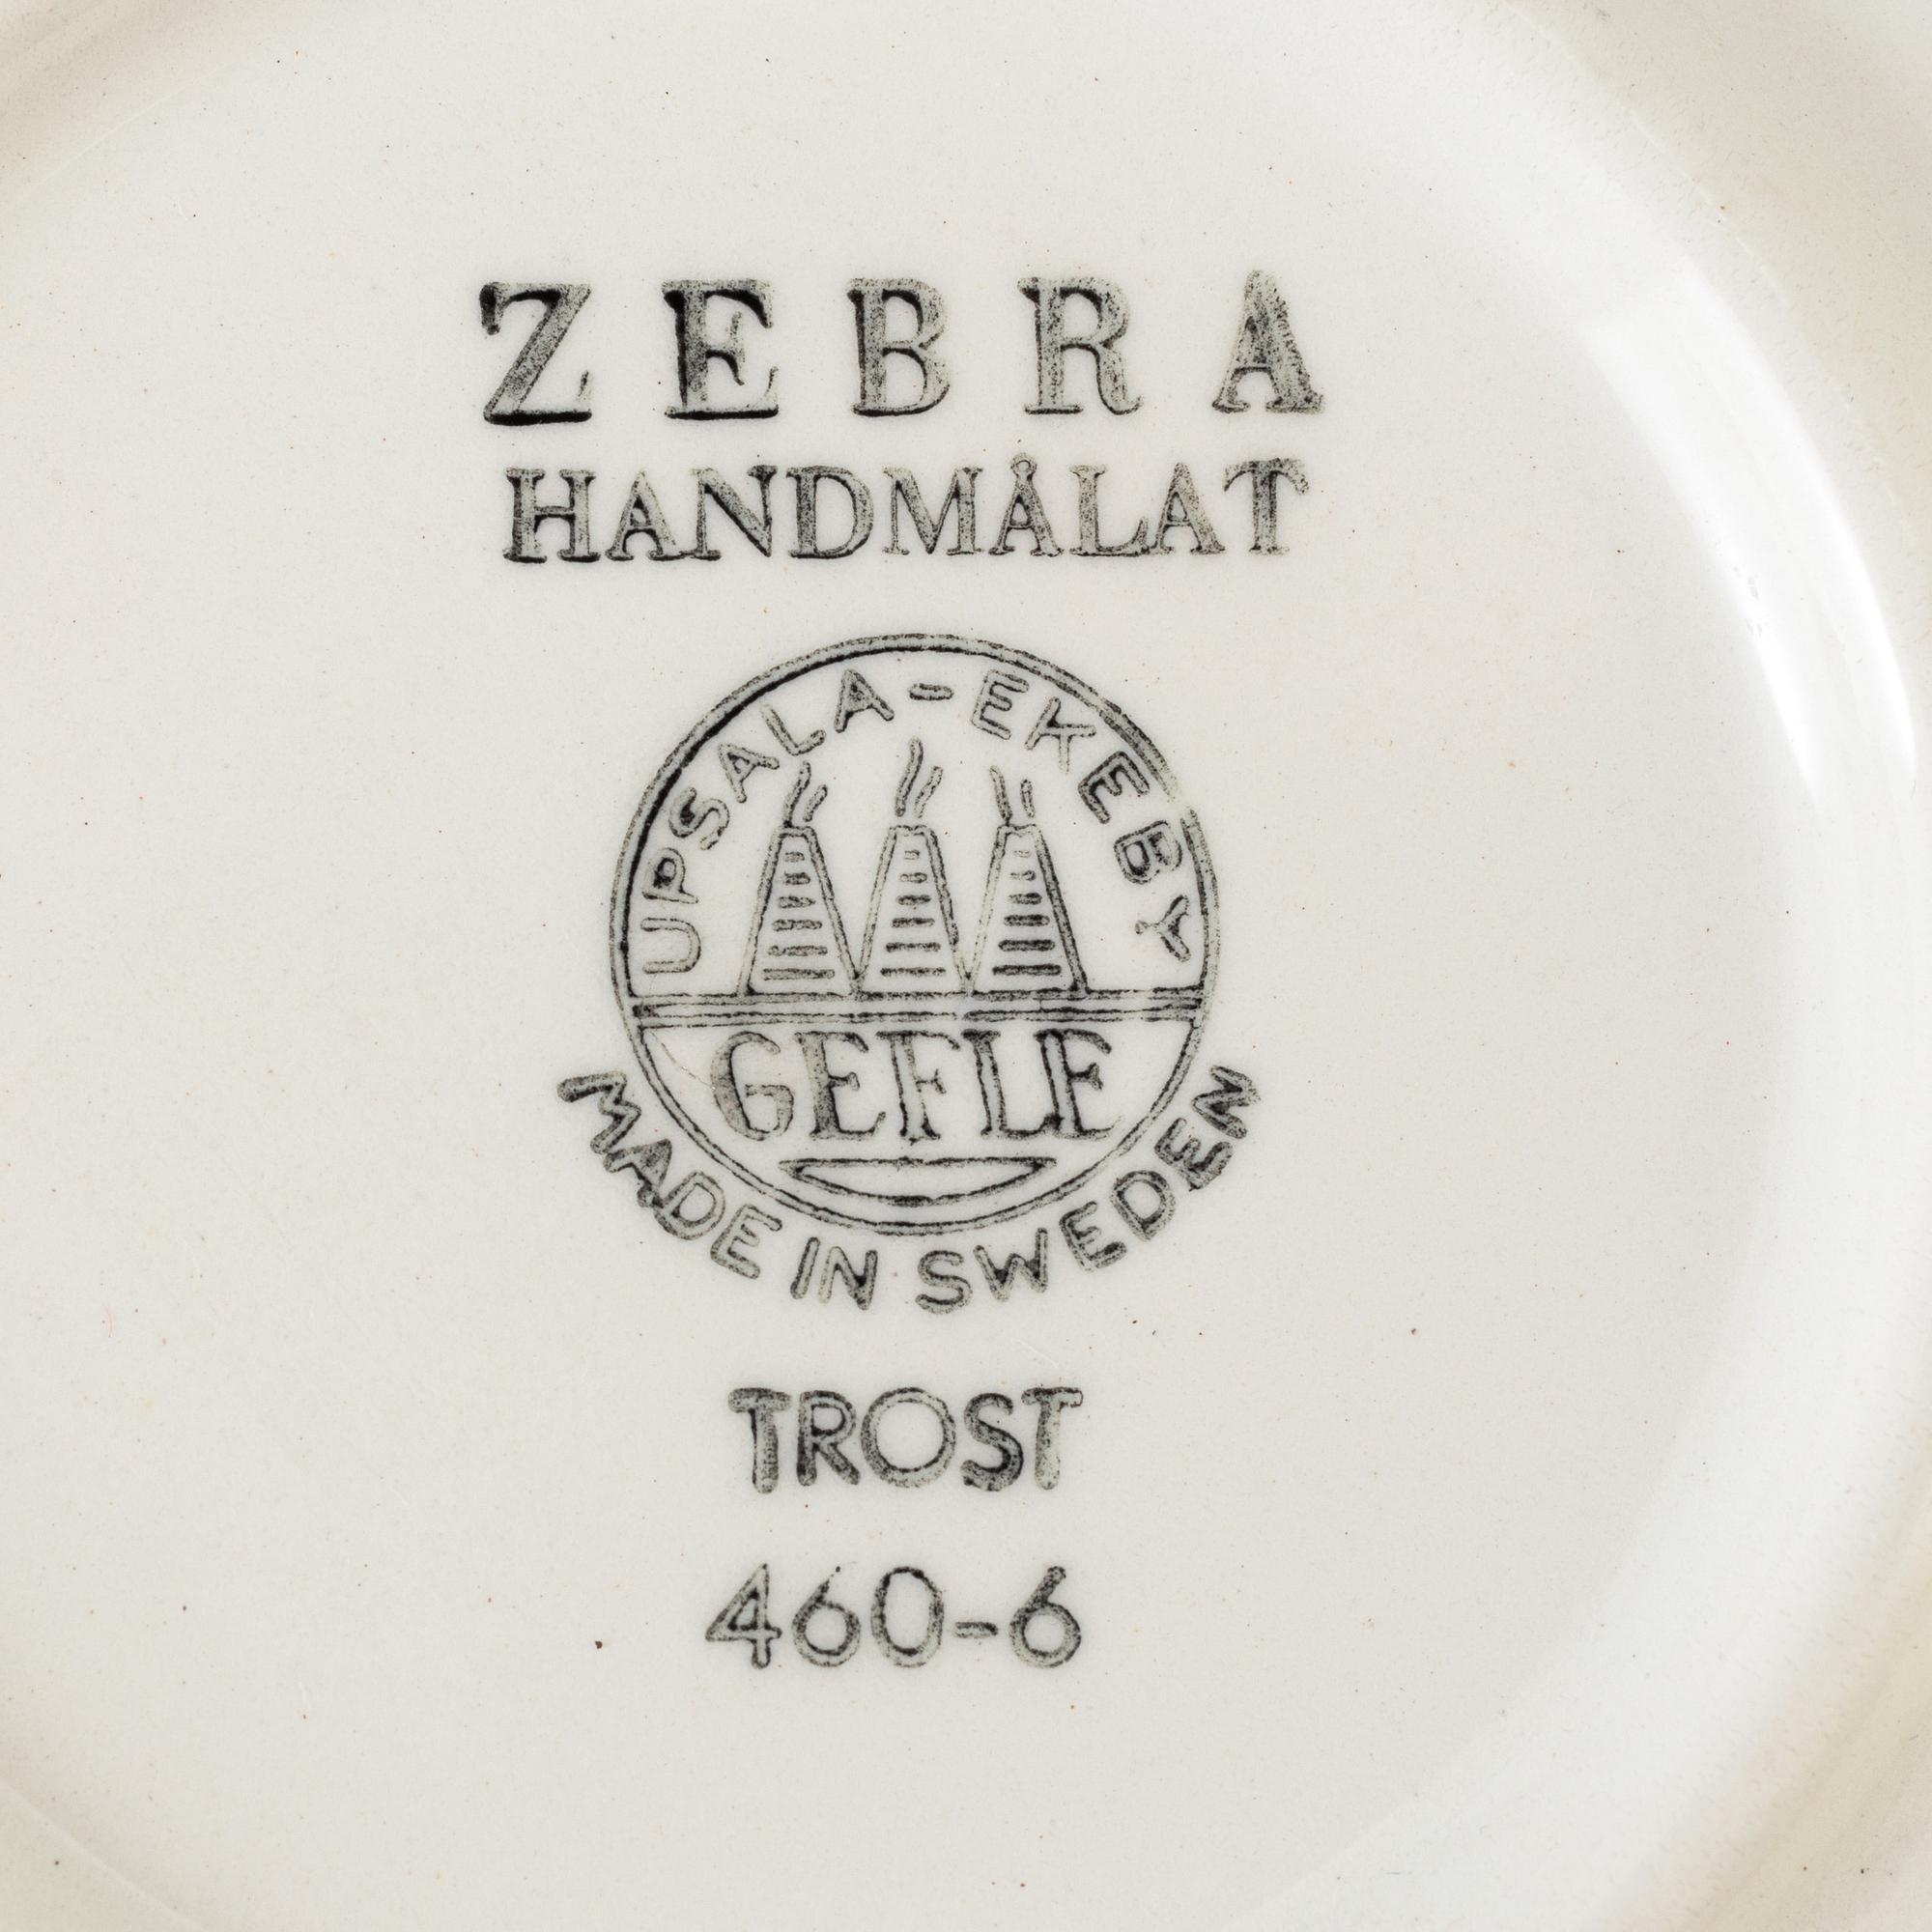 ZEBRA
HANDMÅLAT
UPSALA-EKEBY
GEFLE
MADE IN SWEDEN
TROST
460-6